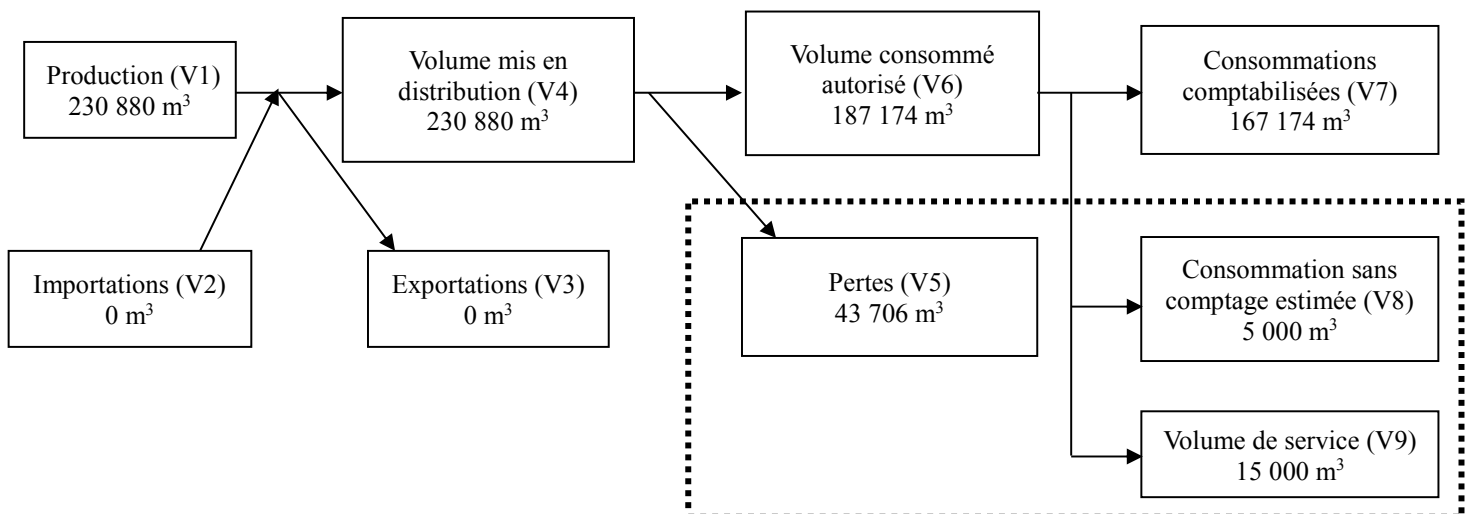 Production (V1)
230 880 m³
Volume mis en
distribution (V4)
230 880 m³
Volume consommé
autorisé (V6)
187 174 m³
Consommations
comptabilisées (V7)
167 174 m³
Importations (V2)
0 m³
Exportations (V3)
0 m³
Pertes (V5)
43 706 m³
Consommation sans
comptage estimée (V8)
5 000 m³
Volume de service (V9)
15 000 m³